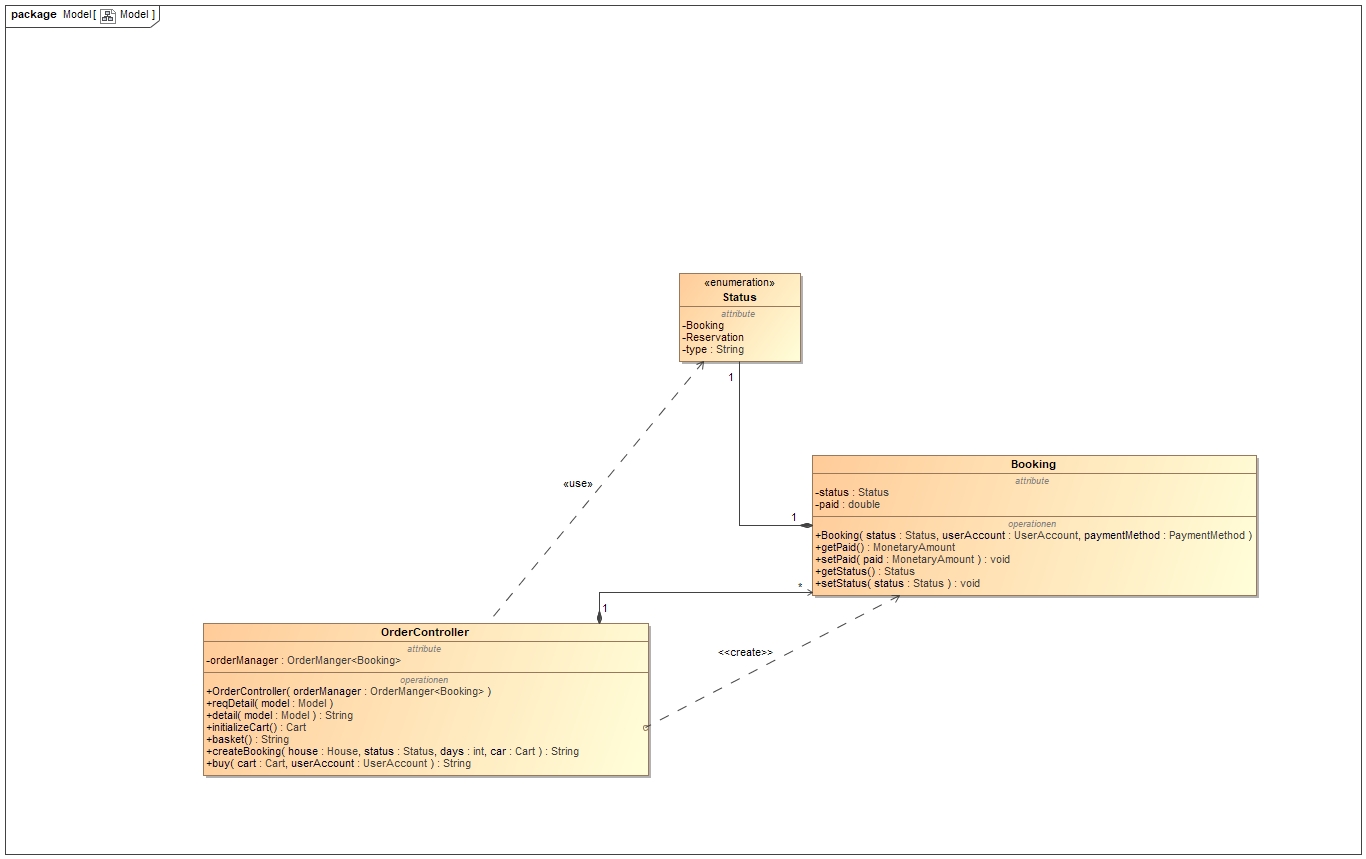 package Model[ Model ]
«enumeration»
Status
attribute
-Booking
-Reservation
-type : String
1
«use»
Booking
attribute
-status : Status
-paid : double
1
operationen
+Booking( status : Status, userAccount : UserAccount, paymentMethod : PaymentMethod )
+getPaid() : MonetaryAmount
+setPaid( paid : MonetaryAmount ) : void
+getStatus() : Status
+setStatus( status : Status ) : void
*
1
<<create>>
OrderController
attribute
-orderManager : OrderManger<Booking>
operationen
+OrderController( orderManager : OrderManger<Booking> )
+reqDetail( model : Model )
+detail( model : Model ) : String
+initializeCart() : Cart
+basket() : String
+createBooking( house : House, status : Status, days : int, car : Cart ) : String
+buy( cart : Cart, userAccount : UserAccount ) : String